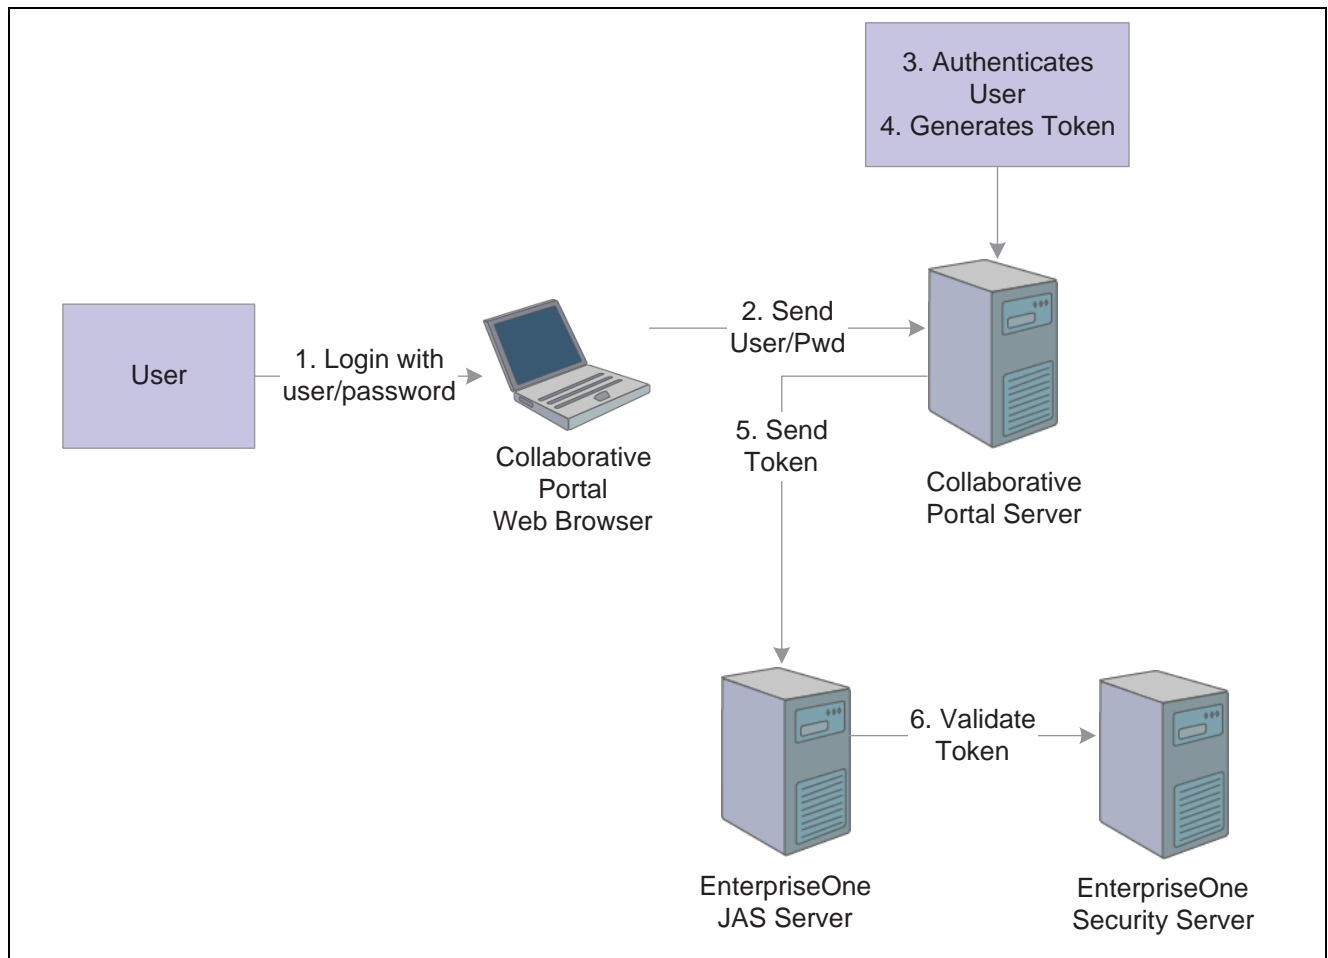 3. Authenticates
User
4. Generates Token
User
1. Login with
user/password
2. Send
User/Pwd
Collaborative
Portal
Web Browser
5. Send
Token
Collaborative
Portal Server
6. Validate
Token
EnterpriseOne
JAS Server
EnterpriseOne
Security Server